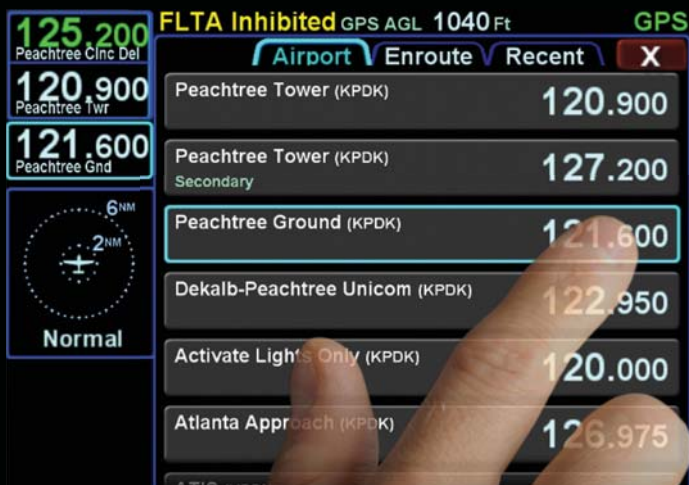 125.200
Peachtree Clnc Del
120.900
Peachtree Twr
121.600
Peachtree Gnd
6NM
2NM
Normal
FLTA Inhibited GPS AGL 1040 Ft GPS
Airport Enroute Recent X
Peachtree Tower (KPDK) 120.900
Peachtree Tower (KPDK) 127.200
Secondary
Peachtree Ground (KPDK) 121.600
Dekalb-Peachtree Unicom (KPDK) 122.950
Activate Lights Only (KPDK) 120.000
Atlanta Approach (KPDK) 126.975
ATIS